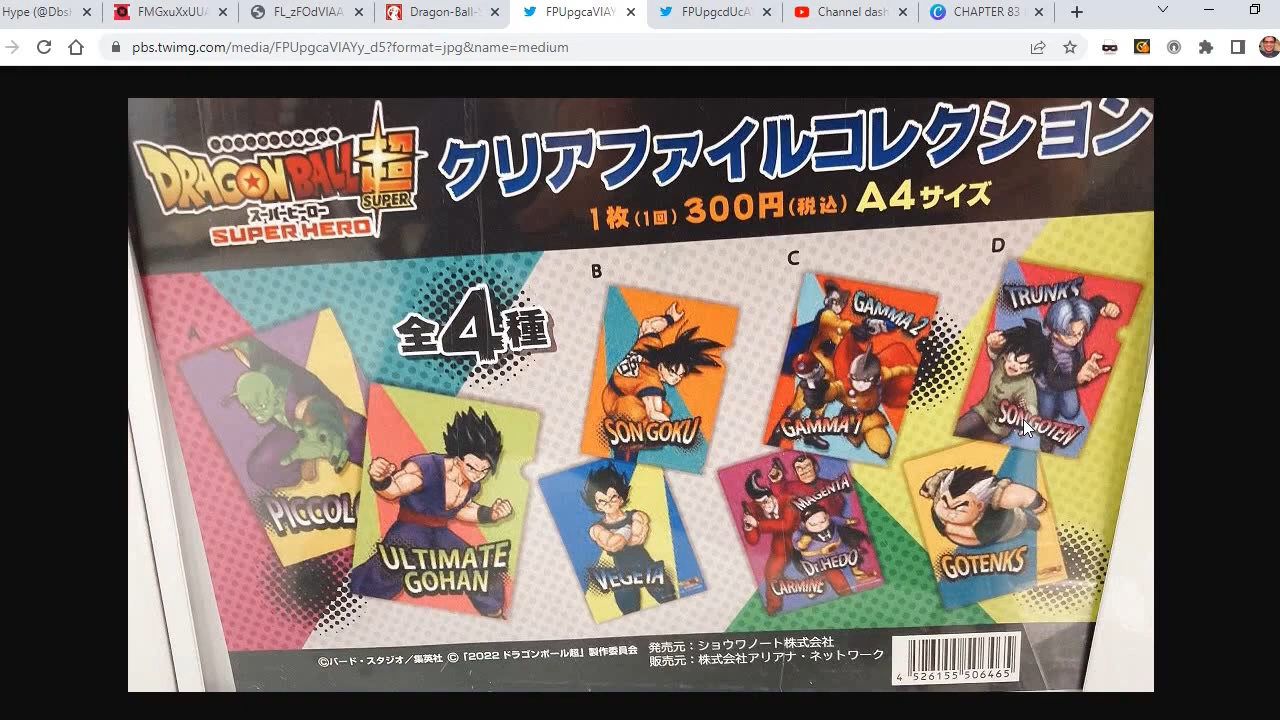 Hype (@Dbs
FMGxuXxUU
FL_zFOdVIAA
Dragon-Ball-
FPUpgcaVIAY
FPUpgcdUcA
Channel dash
CHAPTER 83
pbs.twimg.com/media/FPUpgcaVIAYy_d5?format=jpg&name=medium
DRAGON BALL超
SUPER
スーパーヒーロー
SUPER HERO
クリアファイルコレクション
1枚(1回)300円(税込)A4サイズ
全4種
A
PICCOLO
ULTIMATE
GOHAN
B
SON GOKU
VEGETA
C
GAMMA 2
GAMMA 1
MAGENTA
Dr.HEDO
CARMINE
D
TRUNKS
SON GOTEN
GOTENKS
©バード・スタジオ/集英社 ©「2022 ドラゴンボール超」製作委員会
発売元:ショウワノート株式会社
販売元:株式会社アリアナ・ネットワーク
4 526155 506465